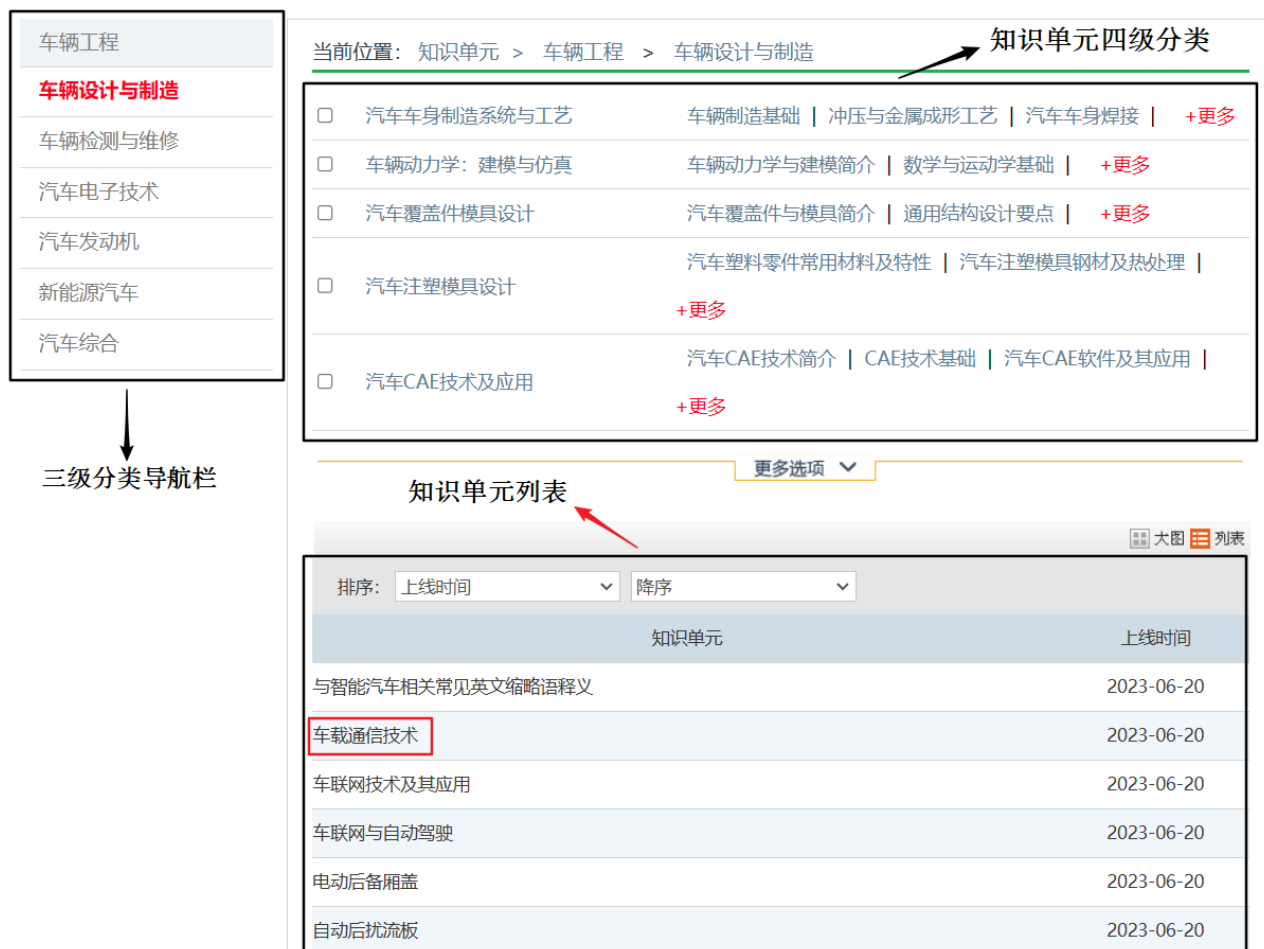 车辆工程
车辆设计与制造
车辆检测与维修
汽车电子技术
汽车发动机
新能源汽车
汽车综合
三级分类导航栏
当前位置： 知识单元 > 车辆工程 > 车辆设计与制造
知识单元四级分类
汽车车身制造系统与工艺 车辆制造基础 | 冲压与金属成形工艺 | 汽车车身焊接 | +更多
车辆动力学：建模与仿真 车辆动力学与建模简介 | 数学与运动学基础 | +更多
汽车覆盖件模具设计 汽车覆盖件与模具简介 | 通用结构设计要点 | +更多
汽车注塑模具设计 汽车塑料零件常用材料及特性 | 汽车注塑模具钢材及热处理 |
+更多
汽车CAE技术及应用 汽车CAE技术简介 | CAE技术基础 | 汽车CAE软件及其应用 |
+更多
更多选项
知识单元列表
大图 列表
排序： 上线时间 降序
知识单元 上线时间
与智能汽车相关常见英文缩略语释义 2023-06-20
车载通信技术 2023-06-20
车联网技术及其应用 2023-06-20
车联网与自动驾驶 2023-06-20
电动后备厢盖 2023-06-20
自动后扰流板 2023-06-20